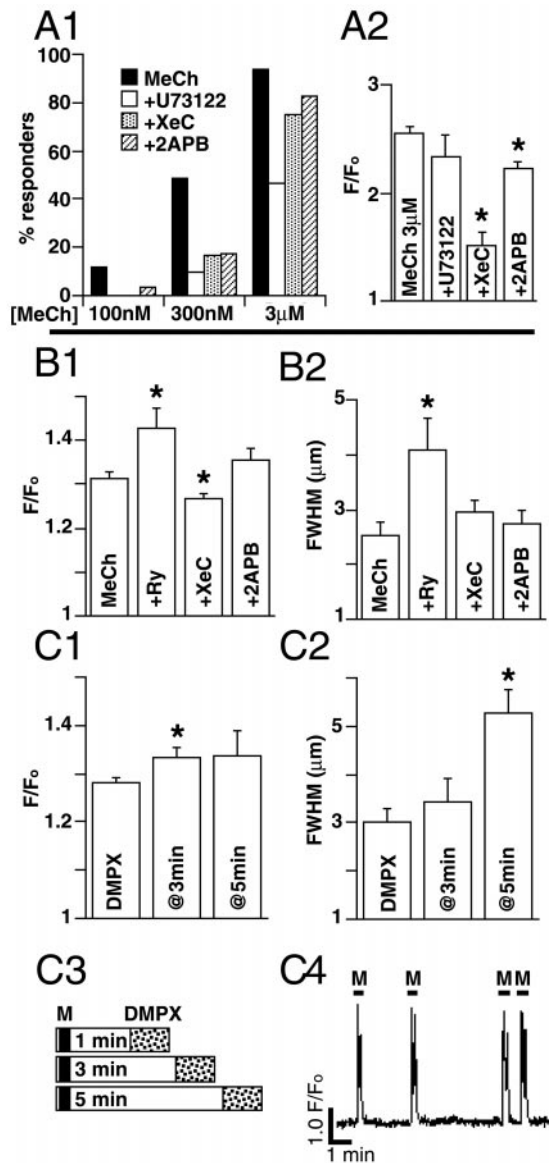 A1
A2
100
80
60
40
20
0
% responders
MeCh
+U73122
+XeC
+2APB
[MeCh] 100nM 300nM 3μM
3
2
1
F/Fo
MeCh 3μM
+U73122
*
+XeC
*
+2APB
B1
B2
1.4
1.2
1
F/Fo
MeCh
*
+Ry
*
+XeC
+2APB
5
3
1
FWHM (μm)
MeCh
*
+Ry
+XeC
+2APB
C1
C2
1.4
1.2
1
F/Fo
DMPX
*
@3min
@5min
5
3
1
FWHM (μm)
DMPX
@3min
*
@5min
C3
C4
M DMPX
1 min
3 min
5 min
M M M M
1.0 F/Fo
1 min